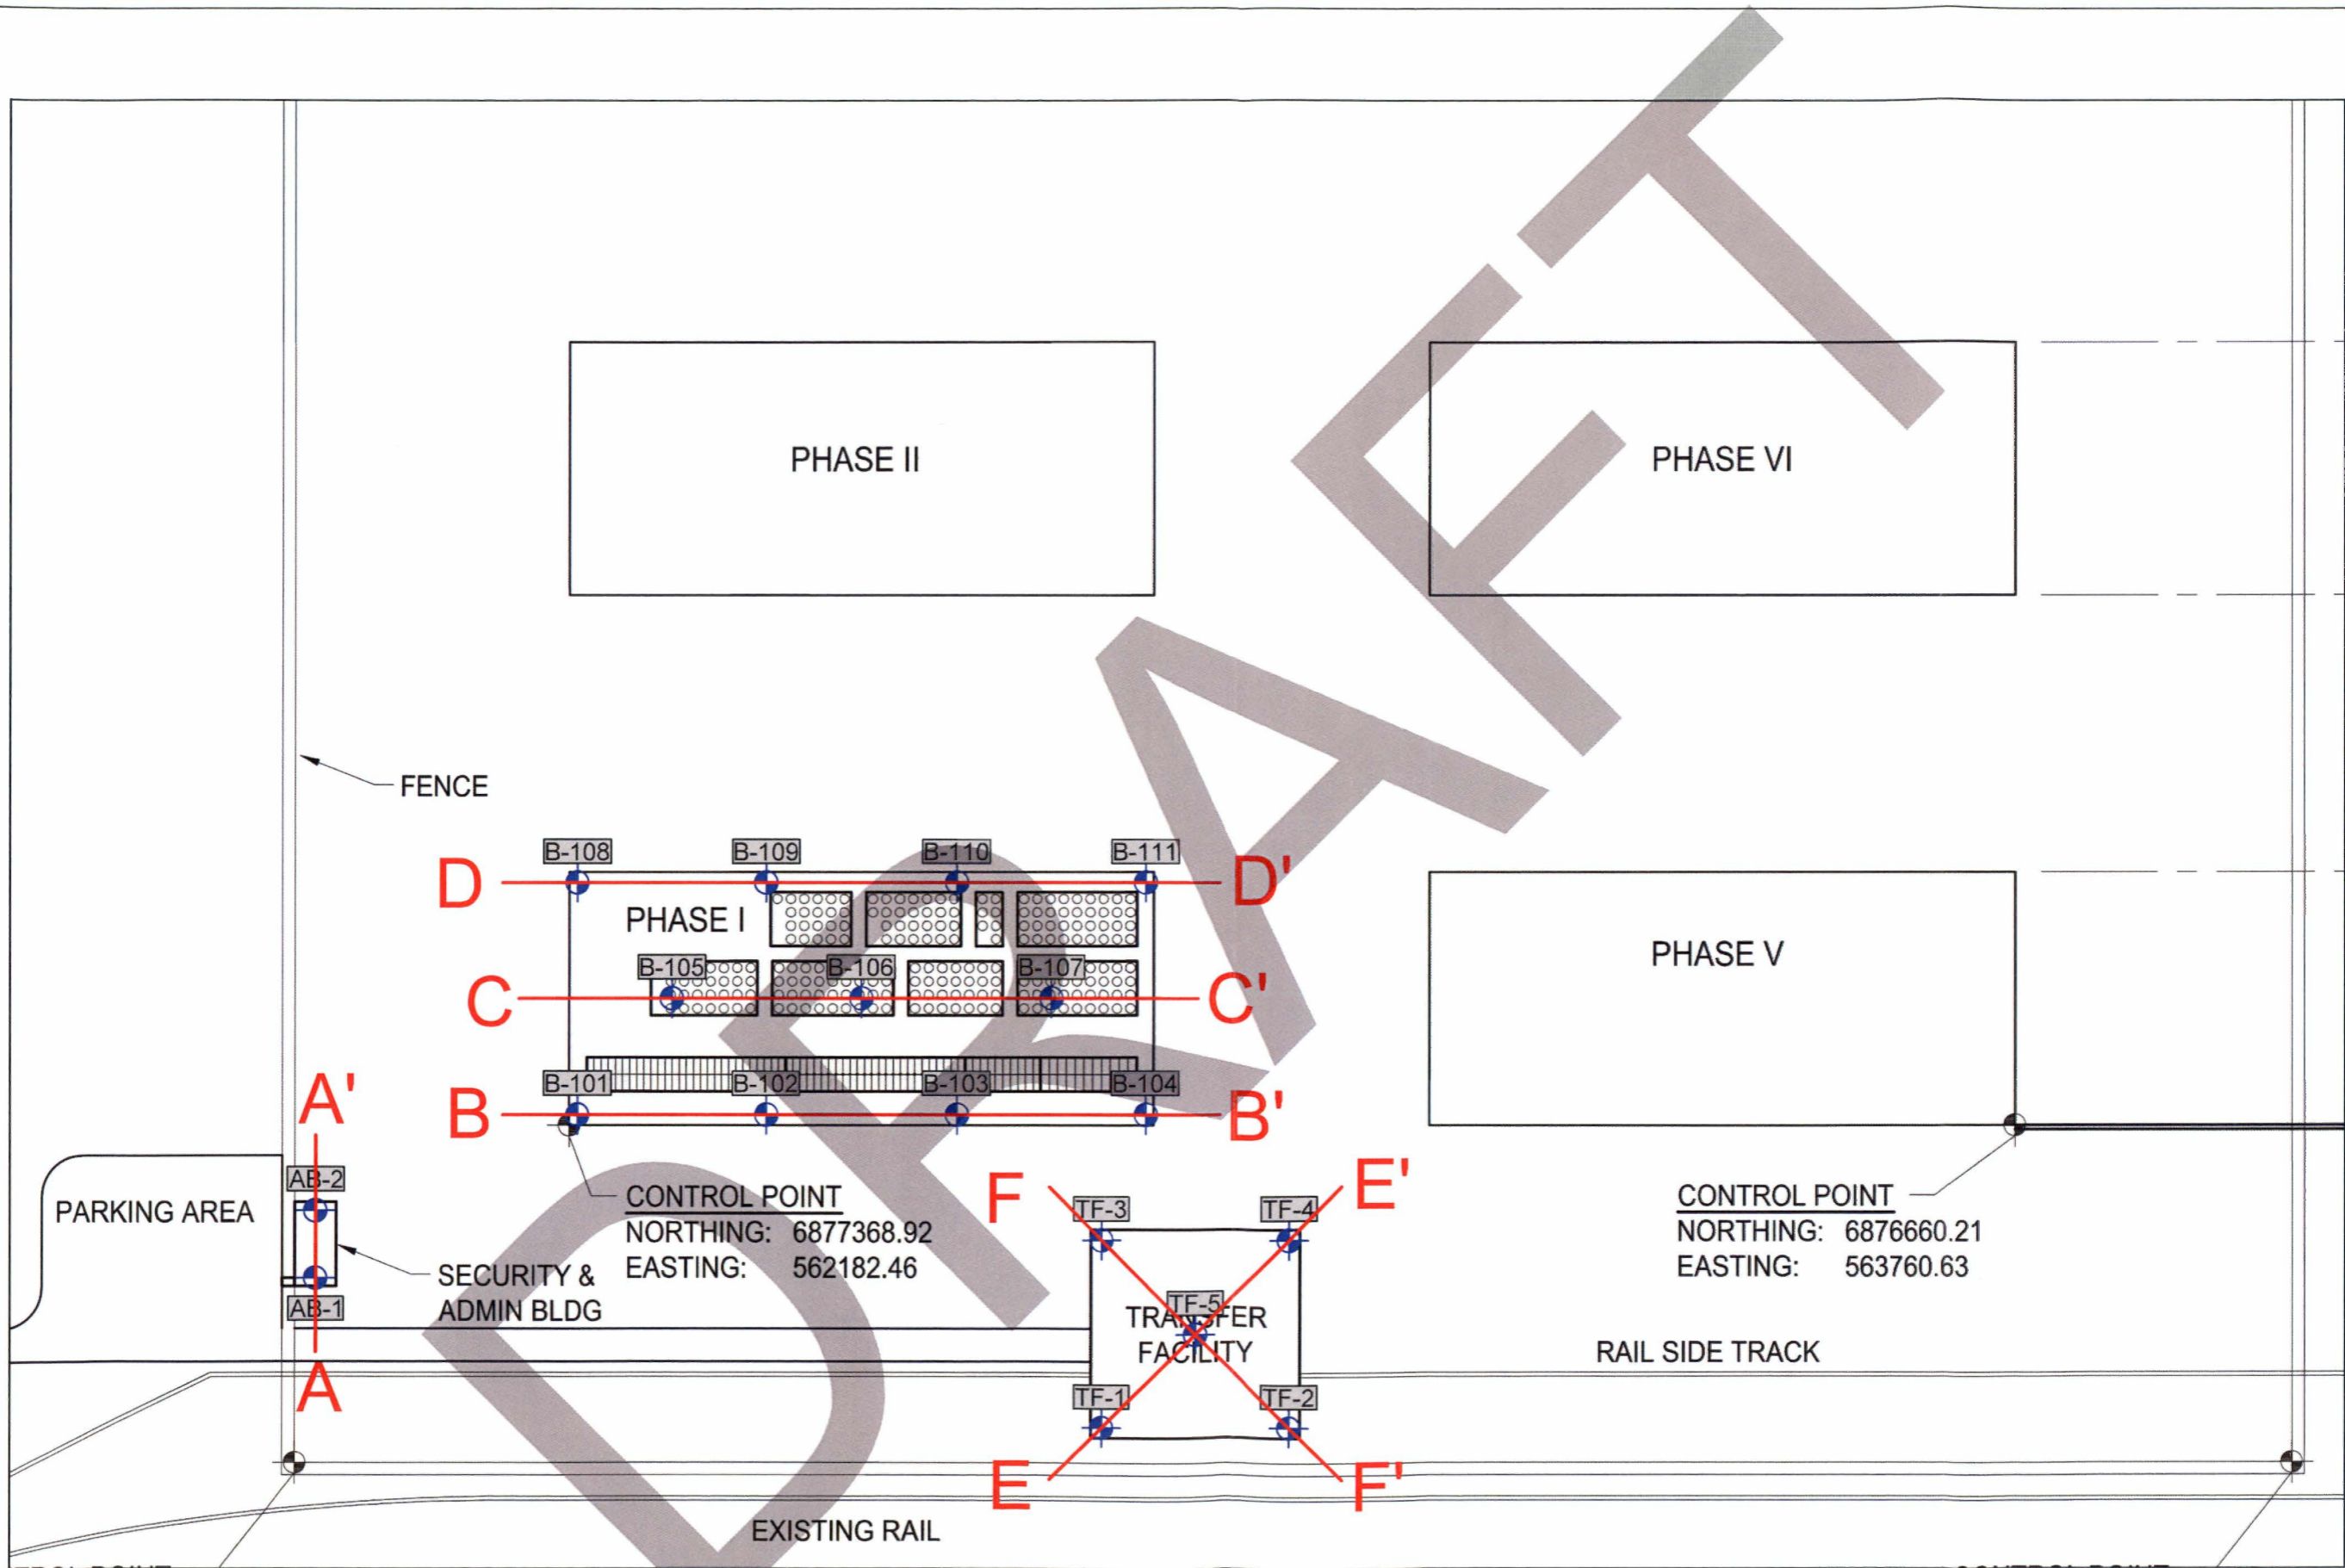 DRAFT
PHASE II
PHASE VI
FENCE
B-108
B-109
B-110
B-111
D
D'
PHASE I
PHASE V
B-105
B-106
B-107
C
C'
B-101
B-102
B-103
B-104
A'
B
B'
AB-2
PARKING AREA
CONTROL POINT
NORTHING: 6877368.92
EASTING: 562182.46
F
E'
TF-3
TF-4
CONTROL POINT
NORTHING: 6876660.21
EASTING: 563760.63
SECURITY &
ADMIN BLDG
AB-1
TF-5
TRANSFER
FACILITY
RAIL SIDE TRACK
A
TF-1
TF-2
E
F'
EXISTING RAIL